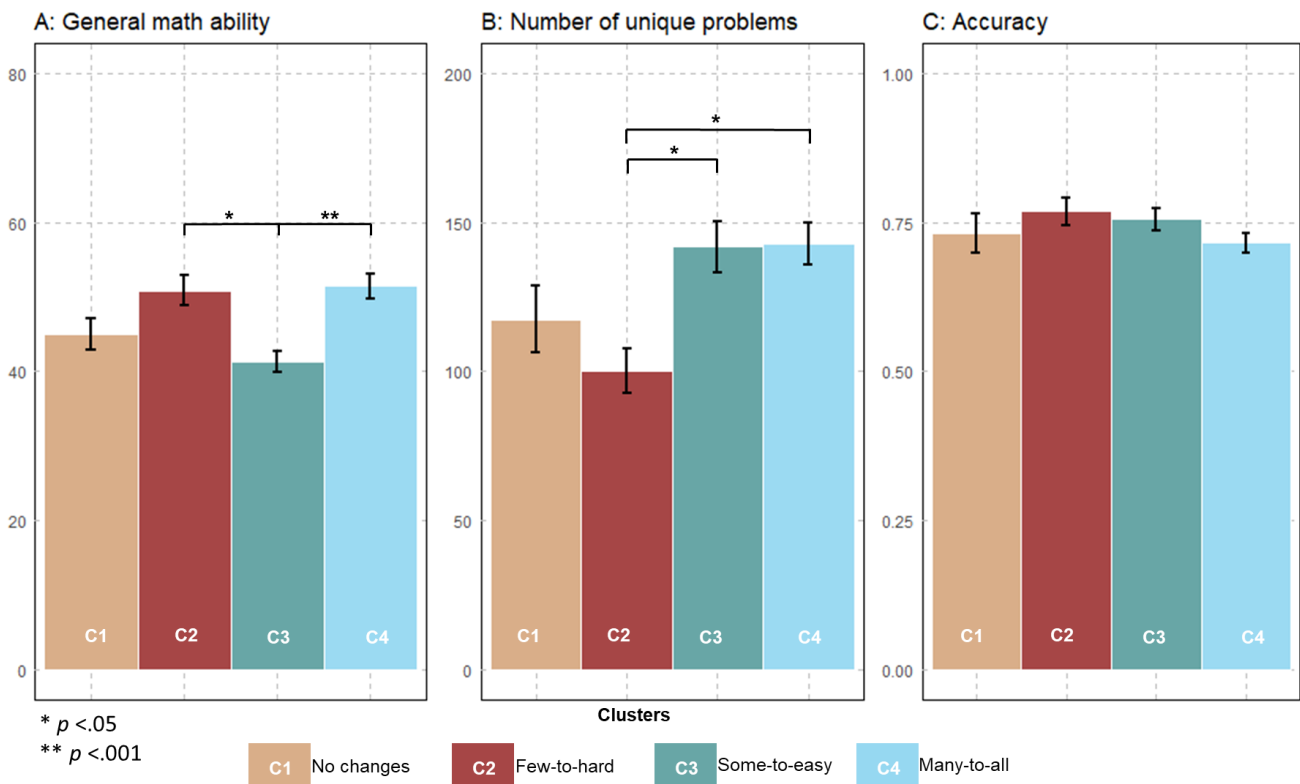 A: General math ability
80
60
40
20
0
* **
C1 C2 C3 C4
B: Number of unique problems
200
150
100
50
0
*
*
C1 C2 C3 C4
C: Accuracy
1.00
0.75
0.50
0.25
0.00
C1 C2 C3 C4
* p <.05
** p <.001
Clusters
C1 No changes C2 Few-to-hard C3 Some-to-easy C4 Many-to-all